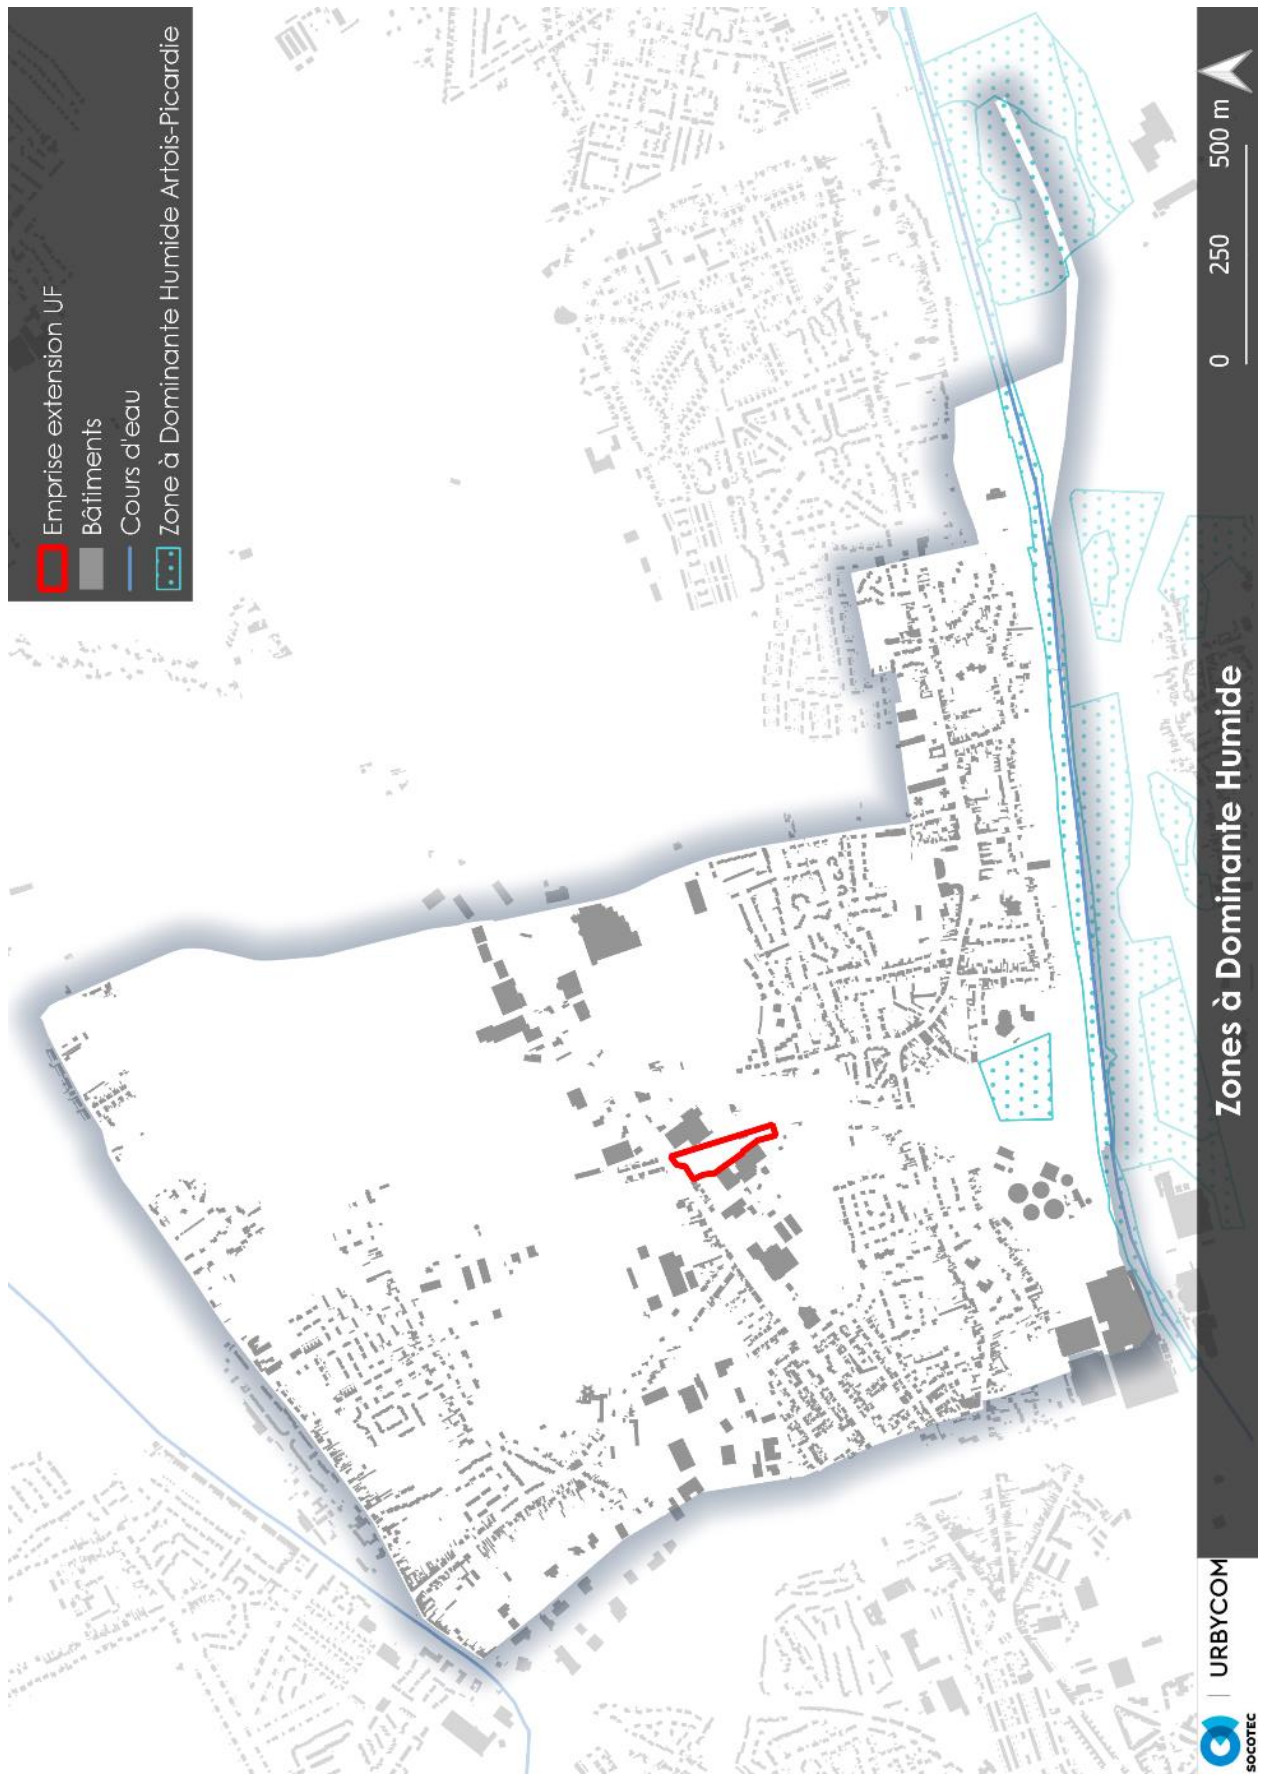 Emprise extension UF
Bâtiments
Cours d'eau
Zone à Dominante Humide Artois-Picardie
SOCOTEC
| URBYCOM
Zones à Dominante Humide
0 250 500 m